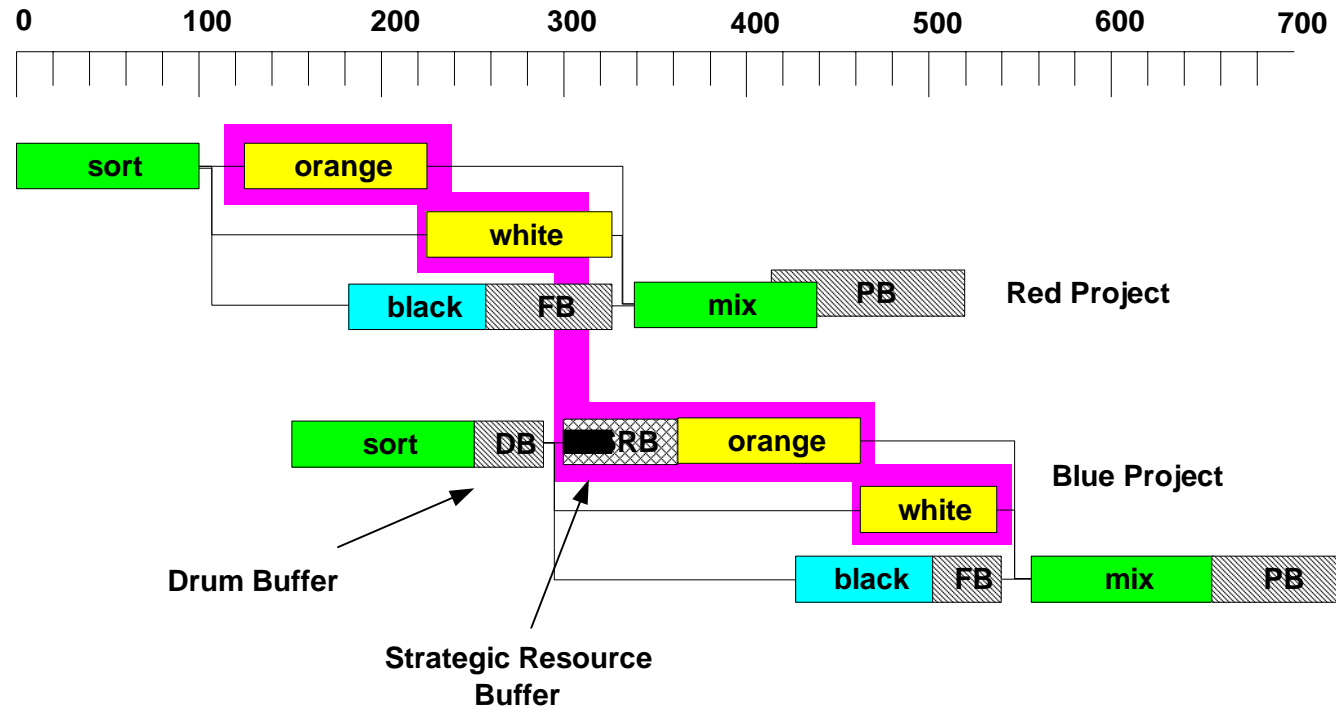 0 100 200 300 400 500 600 700
sort orange
white
black FB mix PB Red Project
sort DB RB orange
Blue Project
white
black FB mix PB
Drum Buffer
Strategic Resource
Buffer